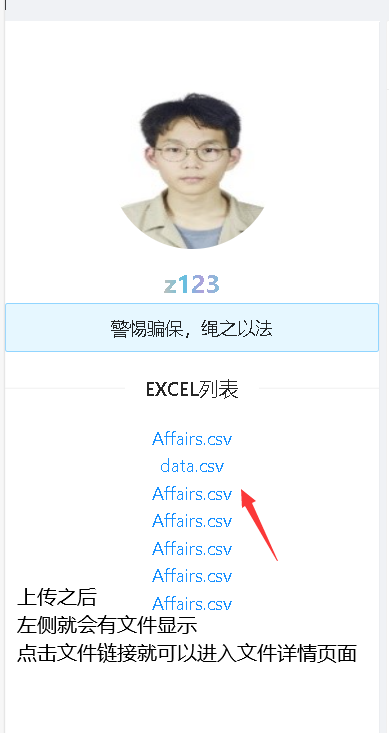 z123
警惕骗保，绳之以法
EXCEL列表
Affairs.csv
data.csv
Affairs.csv
Affairs.csv
Affairs.csv
Affairs.csv
Affairs.csv
上传之后
左侧就会有文件显示
点击文件链接就可以进入文件详情页面